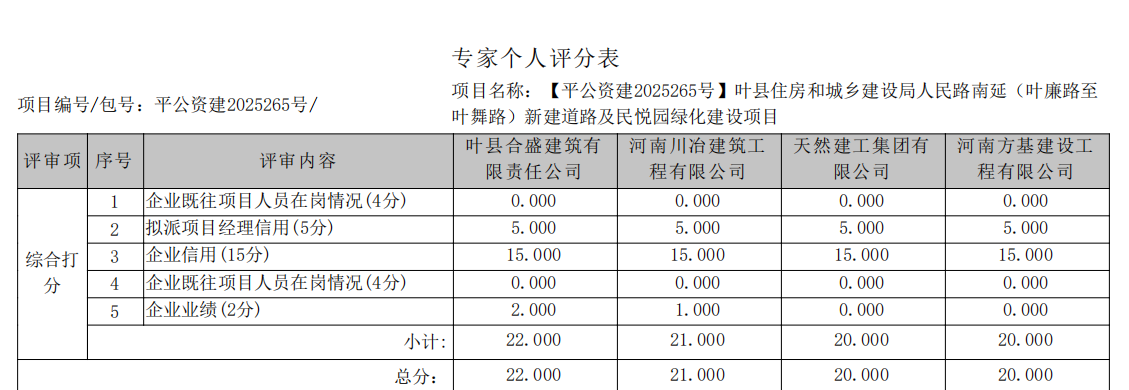 专家个人评分表
项目编号/包号：平公资建2025265号/
项目名称：【平公资建2025265号】叶县住房和城乡建设局人民路南延（叶廉路至
叶舞路）新建道路及民悦园绿化建设项目
评审项 序号 评审内容 叶县合盛建筑有限责任公司 河南川冶建筑工程有限公司 天然建工集团有限公司 河南方基建设工程有限公司
综合打分
1 企业既往项目人员在岗情况(4分) 0.000 0.000 0.000 0.000
2 拟派项目经理信用(5分) 5.000 5.000 5.000 5.000
3 企业信用(15分) 15.000 15.000 15.000 15.000
4 企业既往项目人员在岗情况(4分) 0.000 0.000 0.000 0.000
5 企业业绩(2分) 2.000 1.000 0.000 0.000
小计: 22.000 21.000 20.000 20.000
总分: 22.000 21.000 20.000 20.000